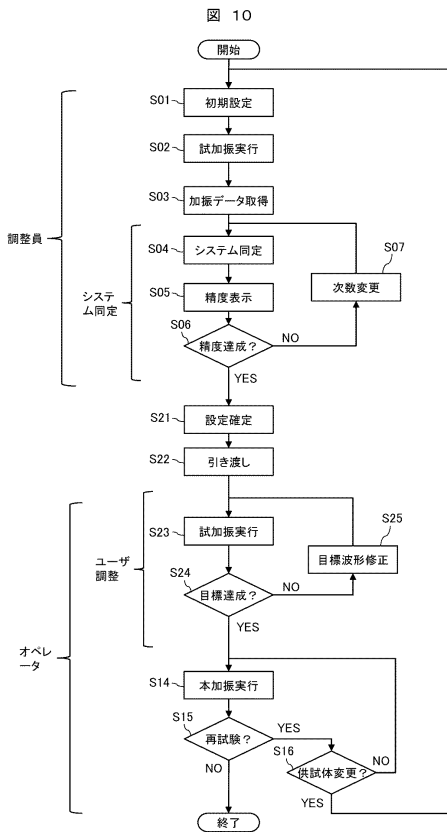 図 10
開始
S01
初期設定
S02
試加振実行
S03
加振データ取得
調整員
S04
システム同定
S07
次数変更
システ
ム同定
S05
精度表示
S06
精度達成？
NO
YES
S21
設定確定
S22
引き渡し
S23
試加振実行
S25
目標波形修正
ユーザ
調整
S24
目標達成？
NO
YES
オペレ
ータ
S14
本加振実行
S15
再試験？
YES
NO
S16
供試体変更？
NO
YES
終了